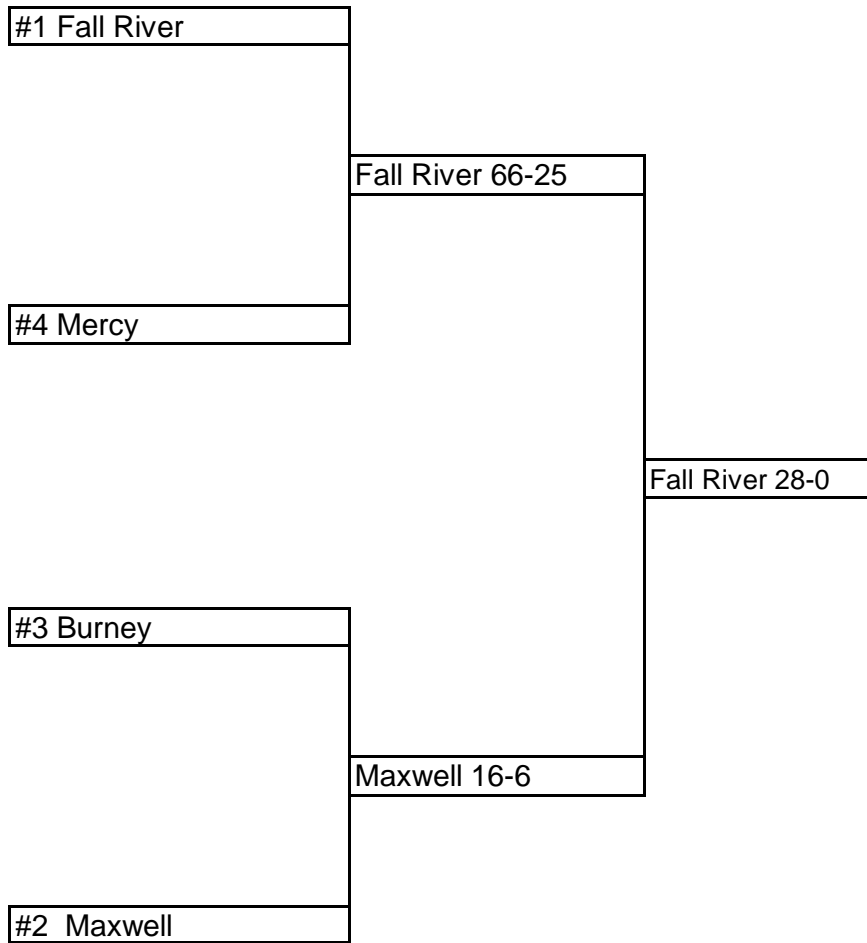 #1 Fall River
Fall River 66-25
#4 Mercy
Fall River 28-0
#3 Burney
Maxwell 16-6
#2  Maxwell